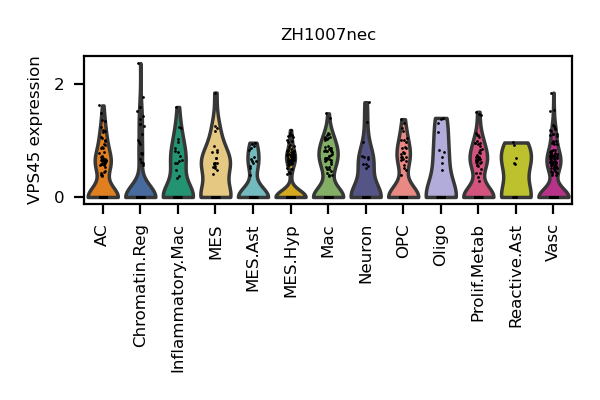 ZH1007nec
VPS45 expression
2
0
AC
Chromatin.Reg
Inflammatory.Mac
MES
MES.Ast
MES.Hyp
Mac
Neuron
OPC
Oligo
Prolif.Metab
Reactive.Ast
Vasc